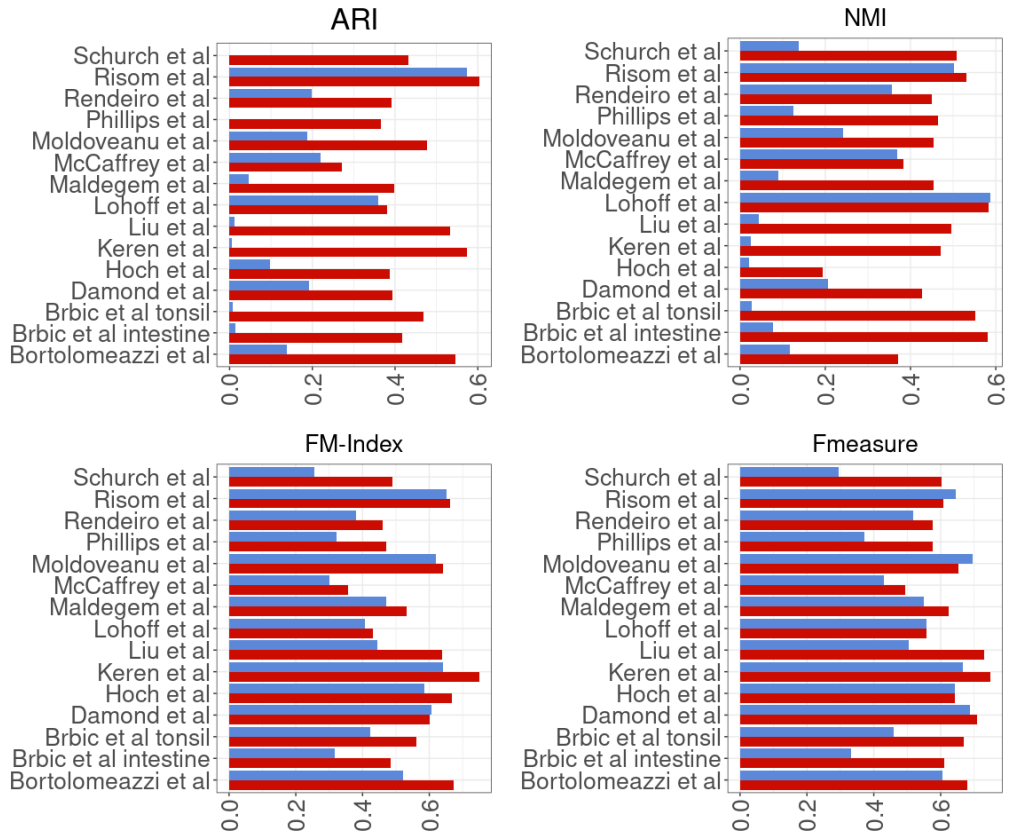 ARI
Schurch et al
Risom et al
Rendeiro et al
Phillips et al
Moldoveanu et al
McCaffrey et al
Maldegem et al
Lohoff et al
Liu et al
Keren et al
Hoch et al
Damond et al
Brbic et al tonsil
Brbic et al intestine
Bortolomeazzi et al
0.0 0.2 0.4 0.6
NMI
Schurch et al
Risom et al
Rendeiro et al
Phillips et al
Moldoveanu et al
McCaffrey et al
Maldegem et al
Lohoff et al
Liu et al
Keren et al
Hoch et al
Damond et al
Brbic et al tonsil
Brbic et al intestine
Bortolomeazzi et al
0.0 0.2 0.4 0.6
FM-Index
Schurch et al
Risom et al
Rendeiro et al
Phillips et al
Moldoveanu et al
McCaffrey et al
Maldegem et al
Lohoff et al
Liu et al
Keren et al
Hoch et al
Damond et al
Brbic et al tonsil
Brbic et al intestine
Bortolomeazzi et al
0.0 0.2 0.4 0.6
Fmeasure
Schurch et al
Risom et al
Rendeiro et al
Phillips et al
Moldoveanu et al
McCaffrey et al
Maldegem et al
Lohoff et al
Liu et al
Keren et al
Hoch et al
Damond et al
Brbic et al tonsil
Brbic et al intestine
Bortolomeazzi et al
0.0 0.2 0.4 0.6